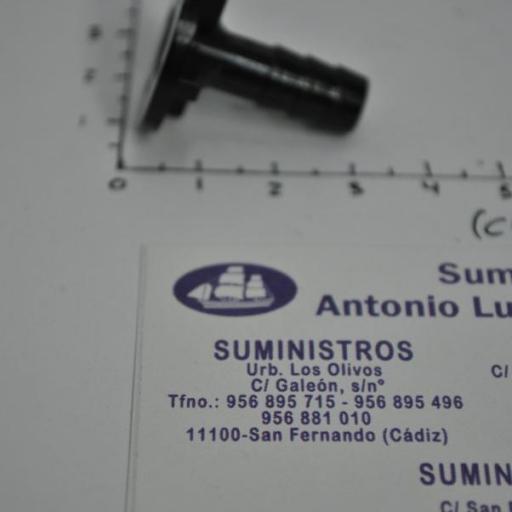 0 1 2 3 4 5
(c
Sum
Antonio Lu
SUMINISTROS
Urb. Los Olivos
C/ Galeón, s/nº
Tfno.: 956 895 715 - 956 895 496
956 881 010
11100-San Fernando (Cádiz)
C/
SUMIN
C/ San